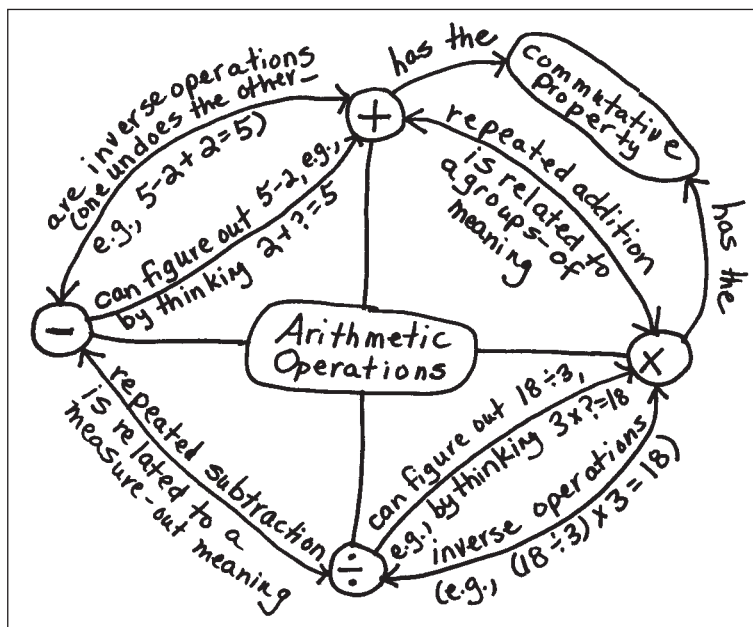 are inverse operations
(one undoes the other—
e.g., 5-2+2=5)
can figure out 5-2, e.g.,
by thinking 2+?=5
+
has the
commutative
property
repeated addition
is related to
a groups-of
meaning
has the
-
Arithmetic
Operations
×
repeated subtraction
is related to a
measure-out meaning
can figure out 18÷3,
e.g., by thinking 3×?=18
inverse operations
(e.g., (18÷3)×3=18)
÷